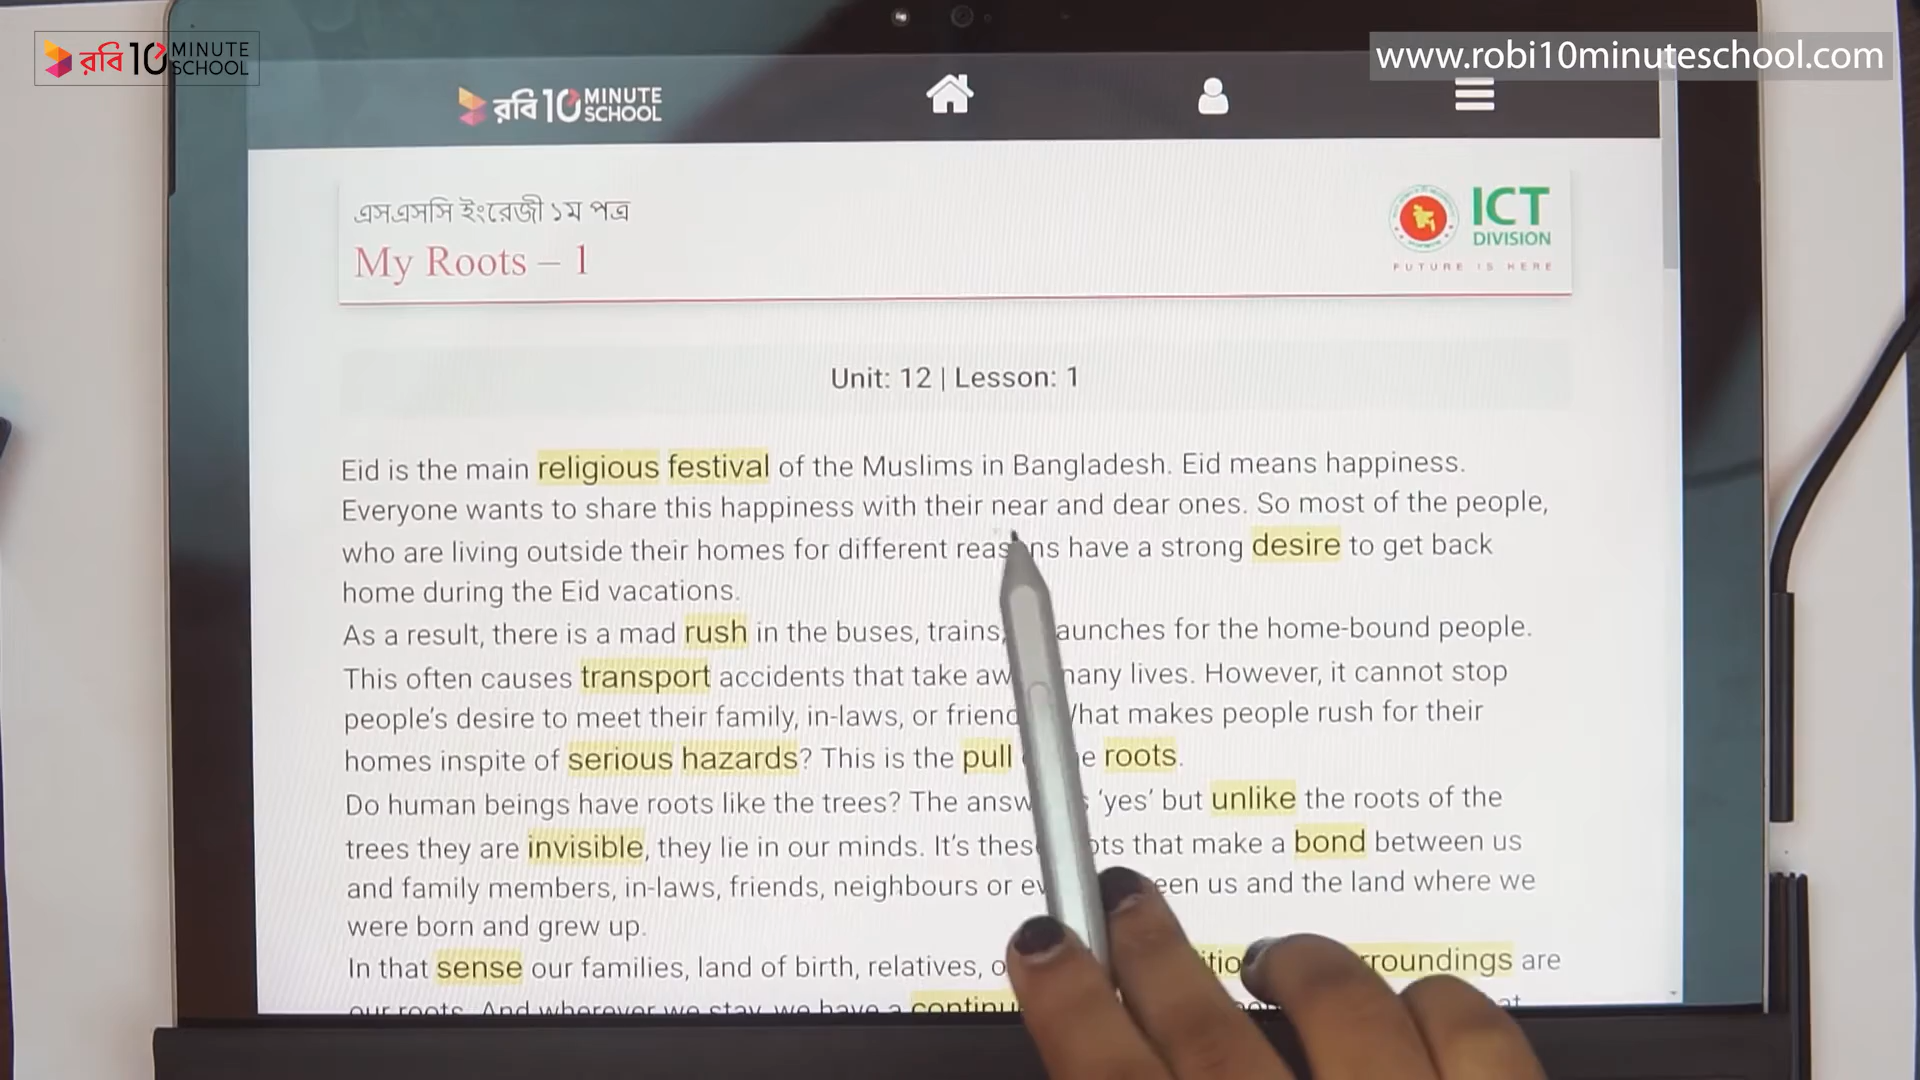 রবি 10 MINUTE SCHOOL
www.robi10minuteschool.com
রবি 10 MINUTE SCHOOL
এসএসসি ইংরেজী ১ম পত্র
My Roots – 1
ICT
DIVISION
FUTURE IS HERE
Unit: 12 | Lesson: 1
Eid is the main religious festival of the Muslims in Bangladesh. Eid means happiness.
Everyone wants to share this happiness with their near and dear ones. So most of the people,
who are living outside their homes for different reasons have a strong desire to get back
home during the Eid vacations.
As a result, there is a mad rush in the buses, trains, launches for the home-bound people.
This often causes transport accidents that take many lives. However, it cannot stop
people's desire to meet their family, in-laws, or What makes people rush for their
homes inspite of serious hazards? This is the pull roots.
Do human beings have roots like the trees? The 'yes' but unlike the roots of the
trees they are invisible, they lie in our minds. It's that make a bond between us
and family members, in-laws, friends, neighbours or us and the land where we
were born and grew up.
In that sense our families, land of birth, relatives, are
our roots. And wherever we stay, we have a